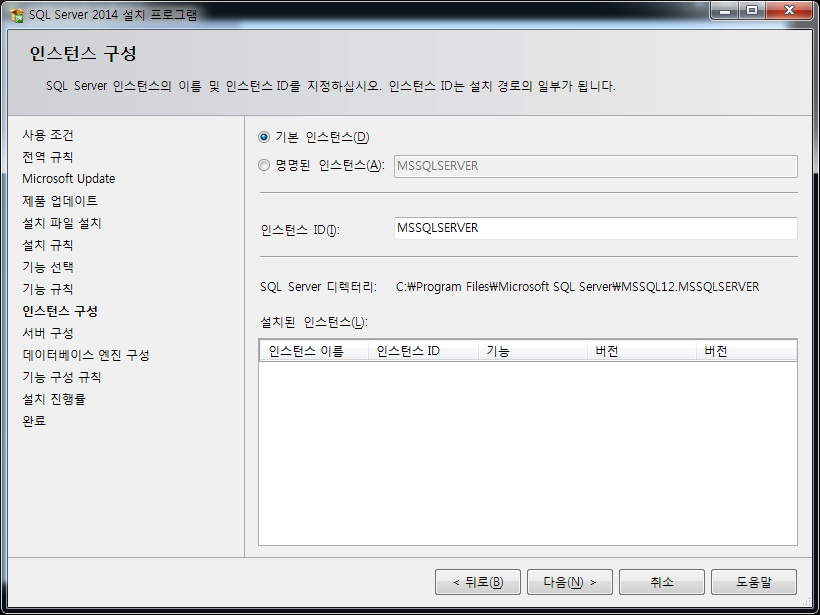 SQL Server 2014 설치 프로그램
인스턴스 구성
SQL Server 인스턴스의 이름 및 인스턴스 ID를 지정하십시오. 인스턴스 ID는 설치 경로의 일부가 됩니다.
사용 조건
전역 규칙
Microsoft Update
제품 업데이트
설치 파일 설치
설치 규칙
기능 선택
기능 규칙
인스턴스 구성
서버 구성
데이터베이스 엔진 구성
기능 구성 규칙
설치 진행률
완료
기본 인스턴스(D)
명명된 인스턴스(A): MSSQLSERVER
인스턴스 ID(I): MSSQLSERVER
SQL Server 디렉터리: C:₩Program Files₩Microsoft SQL Server₩MSSQL12.MSSQLSERVER
설치된 인스턴스(L):
인스턴스 이름 인스턴스 ID 기능 버전 버전
< 뒤로(B) 다음(N) > 취소 도움말